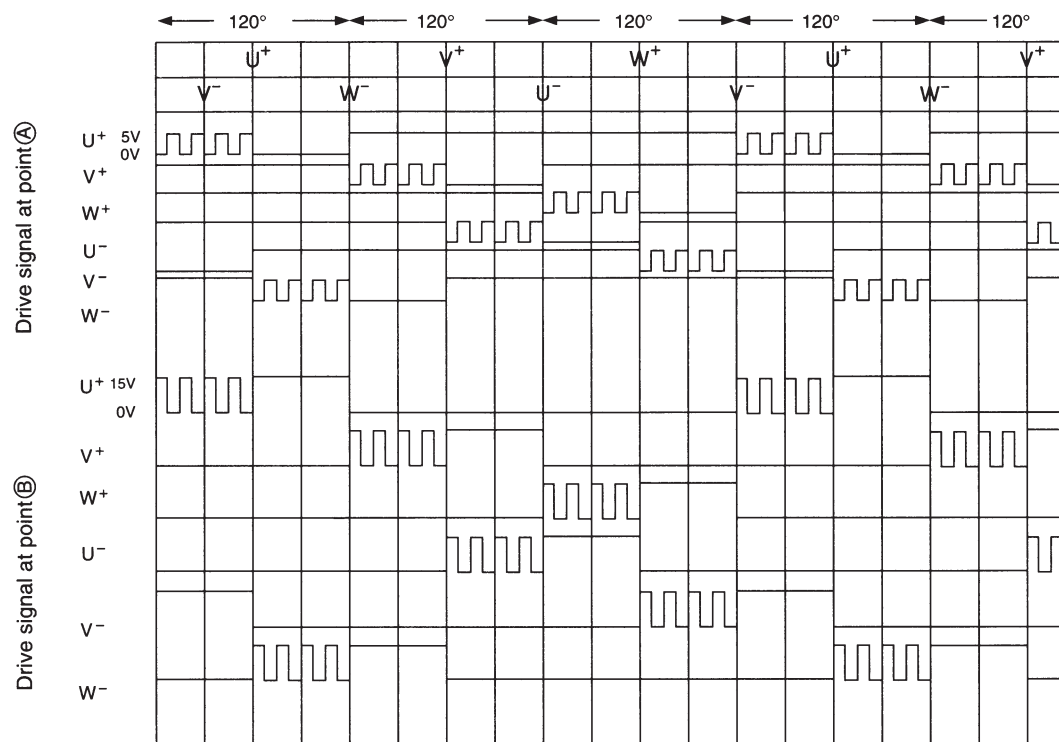 120° 120° 120° 120° 120°
U+ V+ W+ U+ V+
V− W− U− V− W−
Drive signal at point Ⓐ
U+ 5V
0V
V+
W+
U−
V−
W−
Drive signal at point Ⓑ
U+ 15V
0V
V+
W+
U−
V−
W−